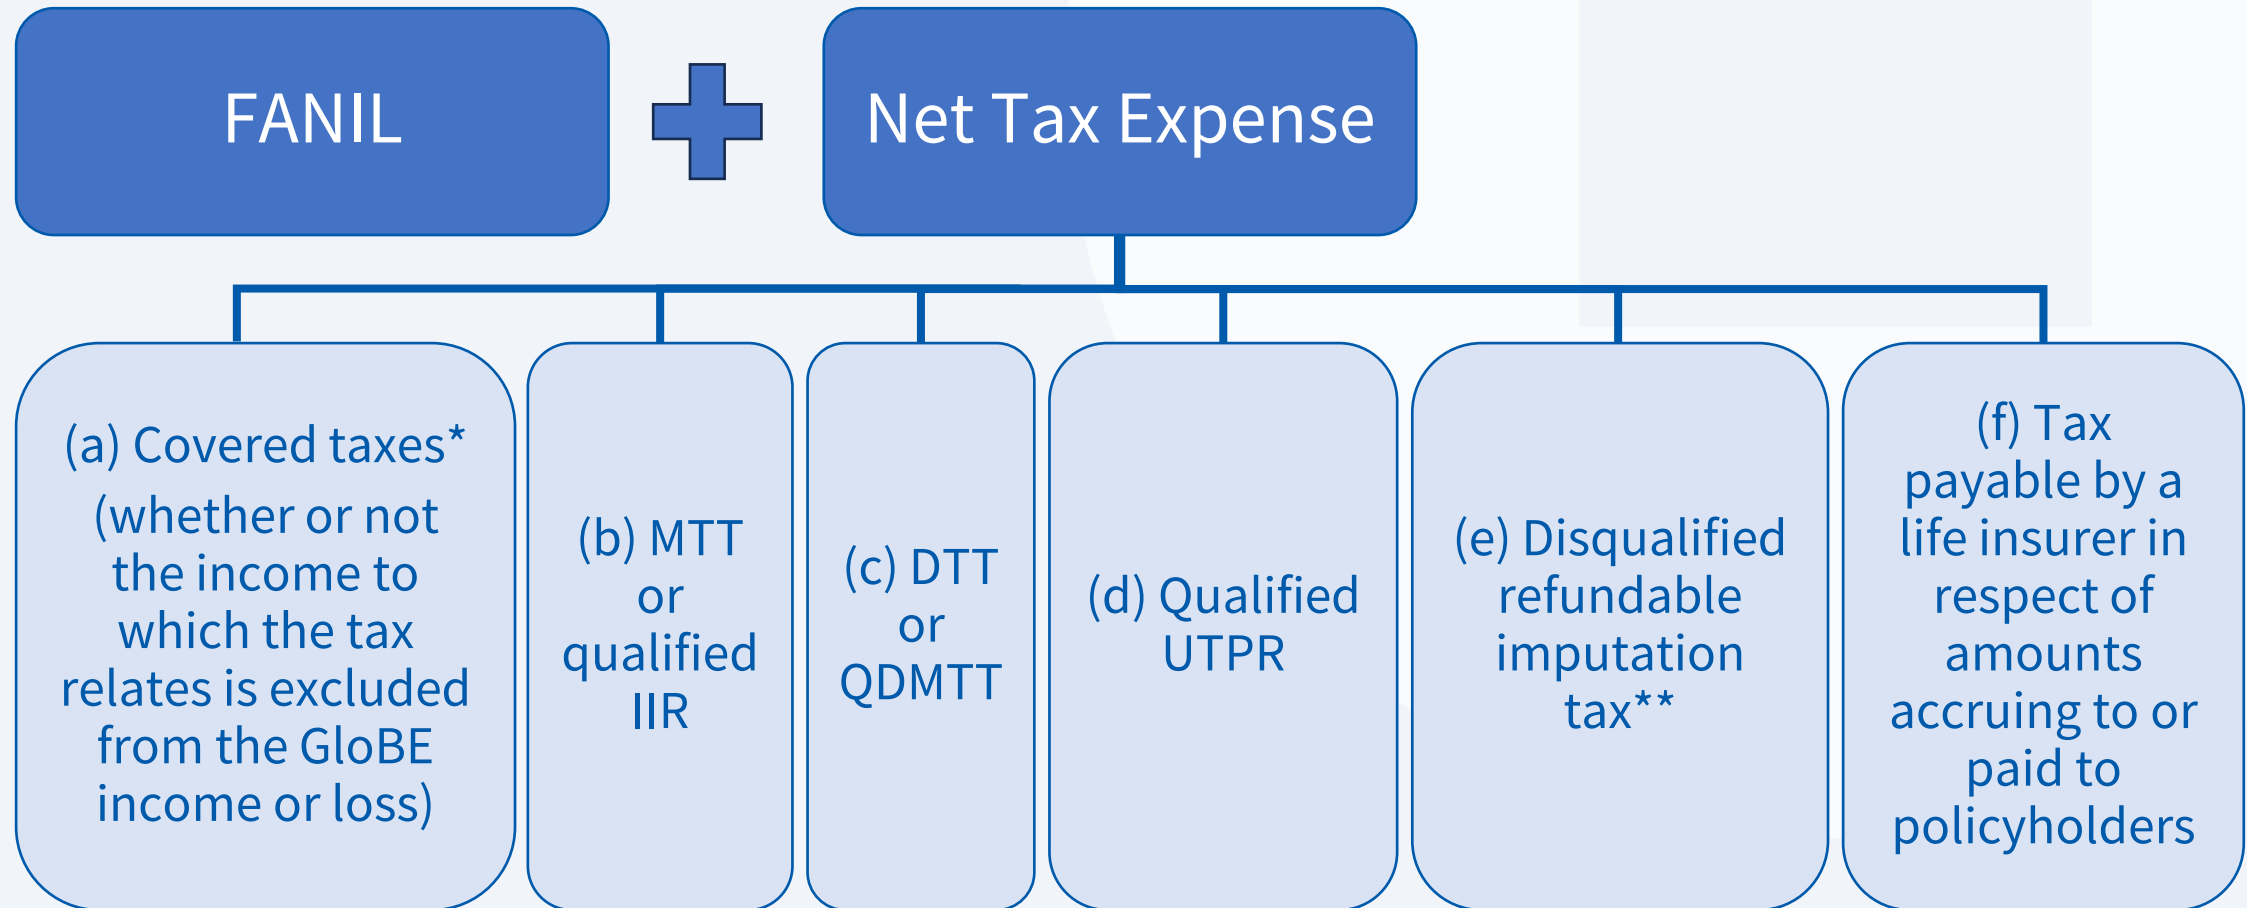 FANIL
Net Tax Expense
(a) Covered taxes*
(whether or not
the income to
which the tax
relates is excluded
from the GloBE
income or loss)
(b) MTT
or
qualified
IIR
(c) DTT
or
QDMTT
(d) Qualified
UTPR
(e) Disqualified
refundable
imputation
tax**
(f) Tax
payable by a
life insurer in
respect of
amounts
accruing to or
paid to
policyholders